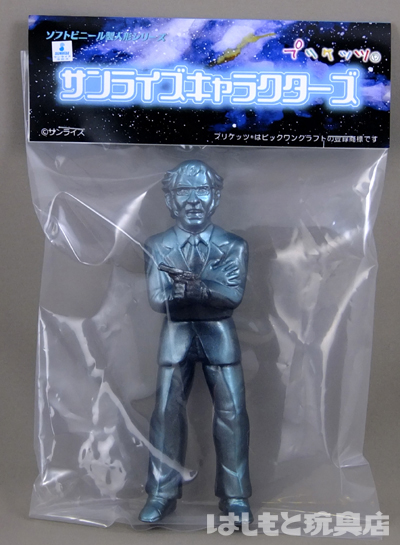 ソフトビニール製人形シリーズ
プリケッツの
サンライズキャラクターズ
©サンライズ
プリケッツ®はビックワンクラフトの登録商標です
はしもと玩具店